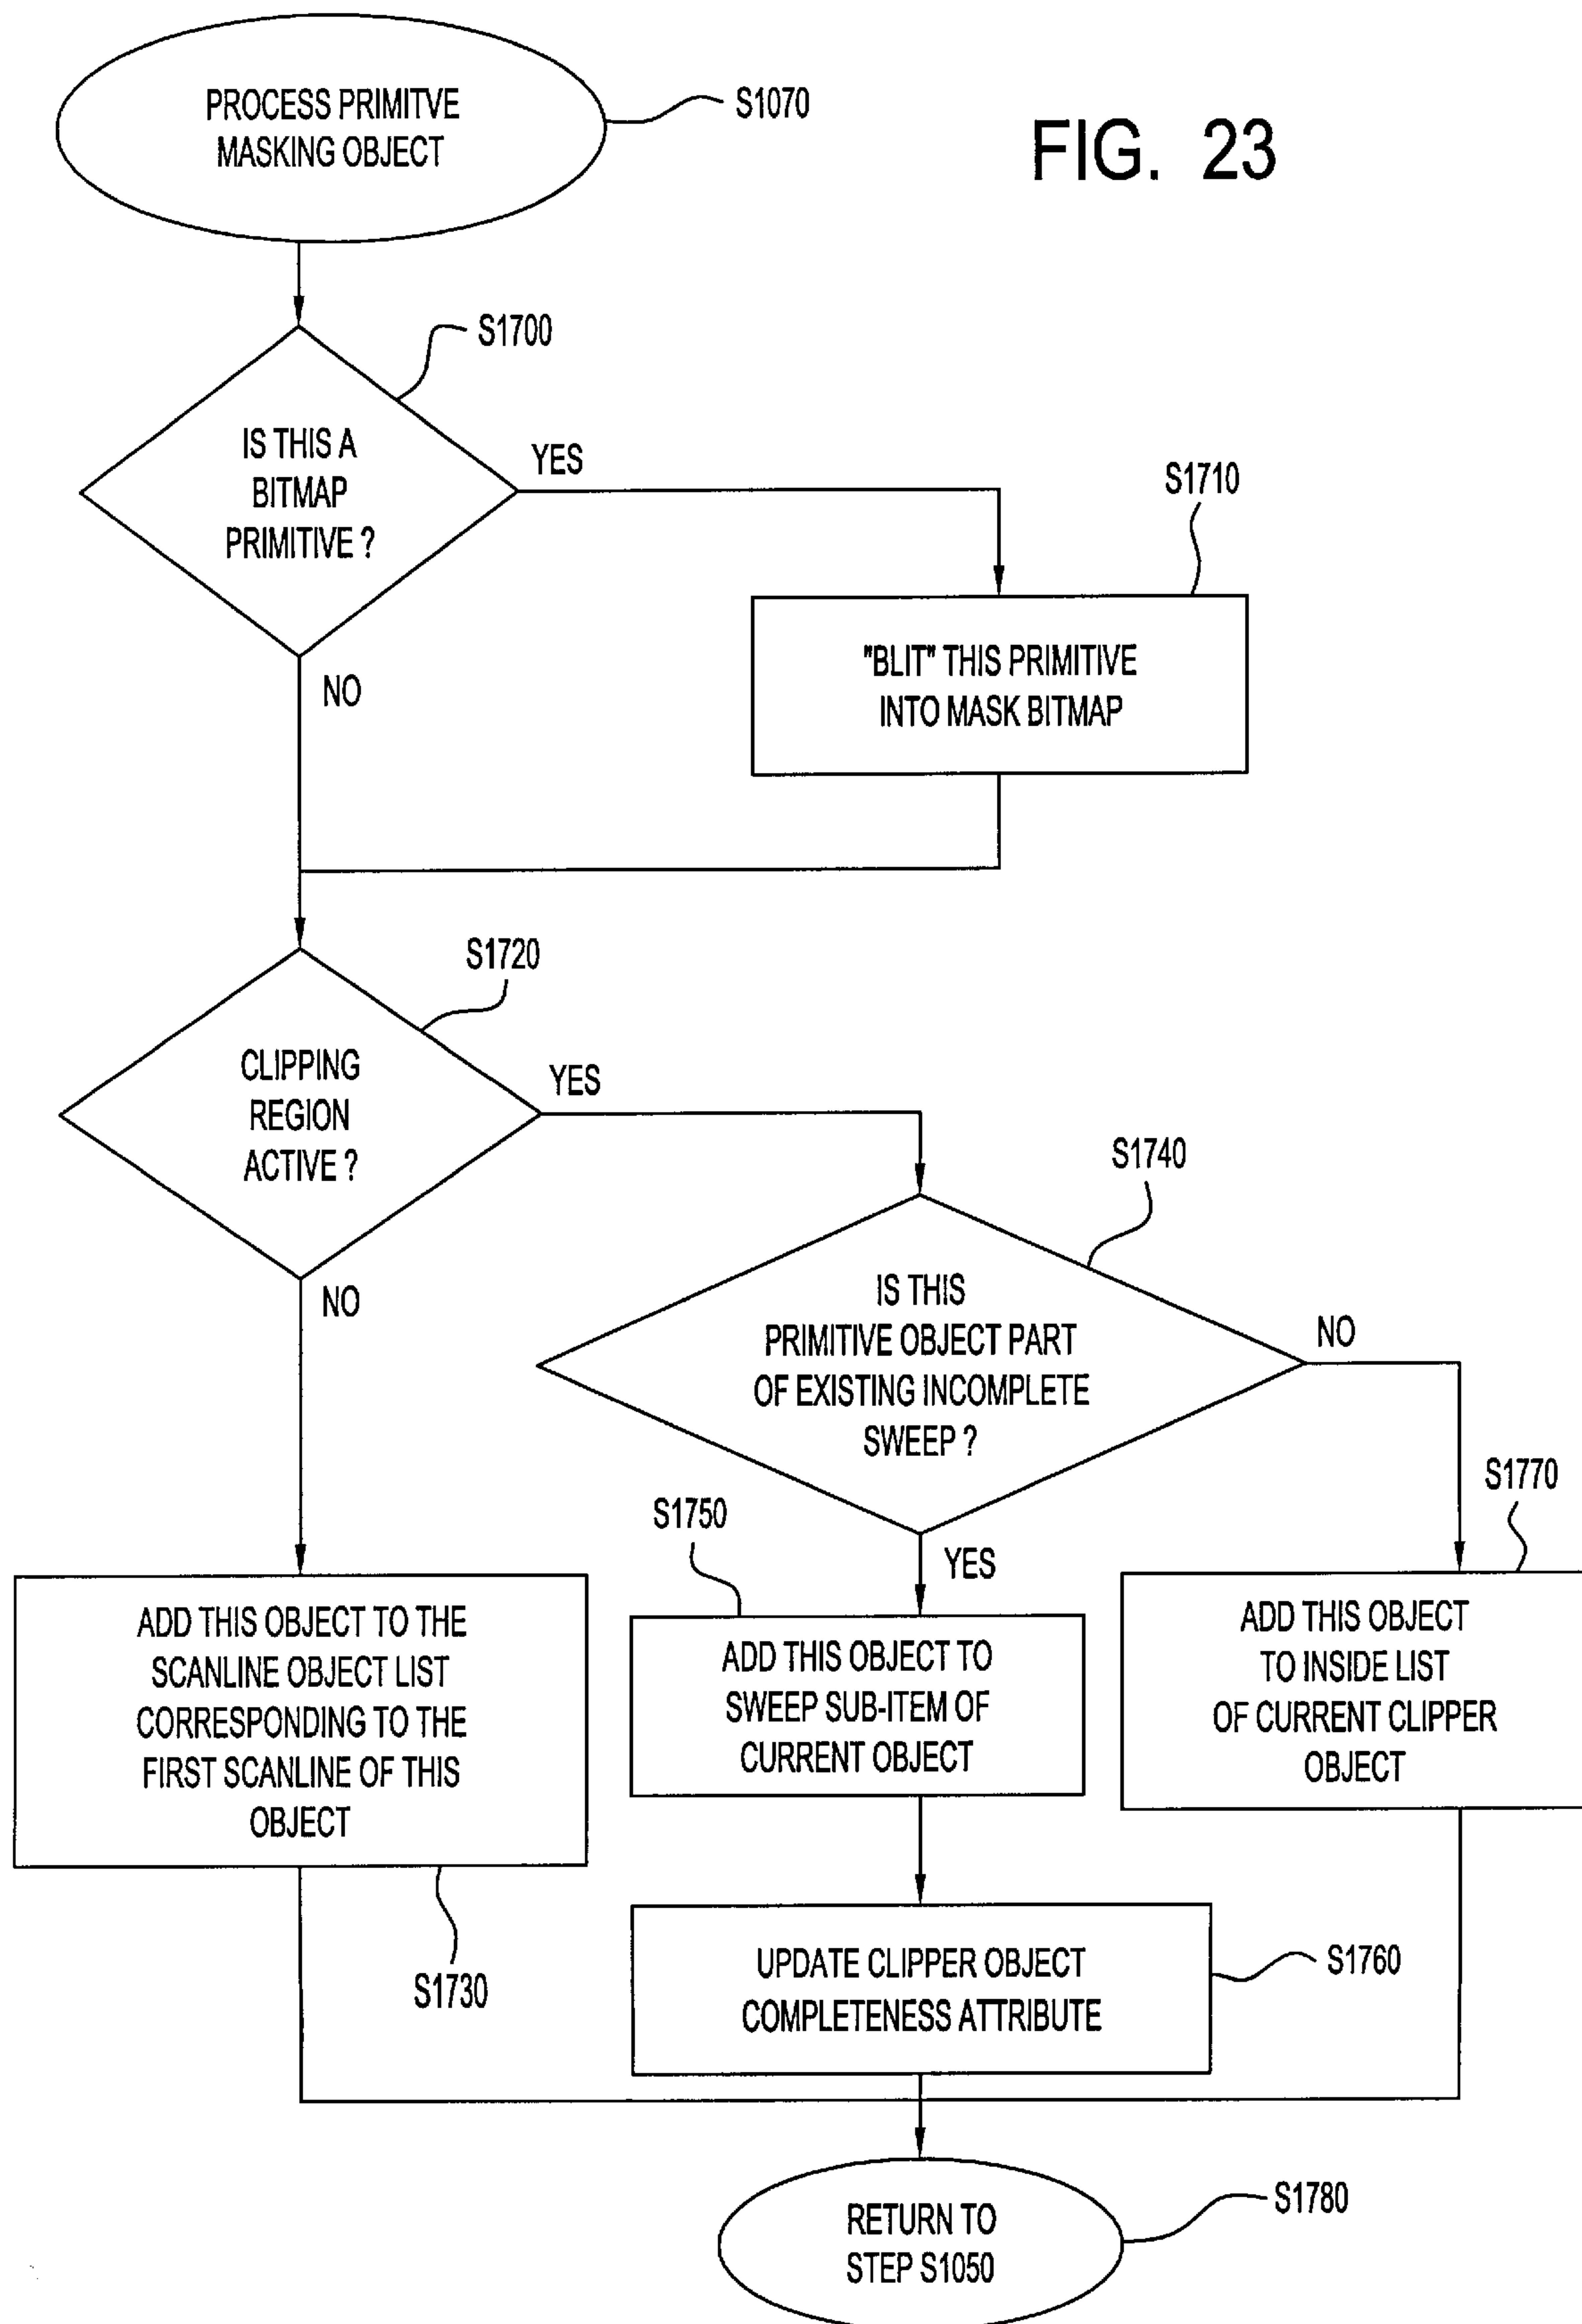 PROCESS PRIMITVE
MASKING OBJECT
S1070
FIG. 23
S1700
IS THIS A
BITMAP
PRIMITIVE ?
YES
NO
S1710
"BLIT" THIS PRIMITIVE
INTO MASK BITMAP
S1720
CLIPPING
REGION
ACTIVE ?
YES
NO
S1740
IS THIS
PRIMITIVE OBJECT PART
OF EXISTING INCOMPLETE
SWEEP ?
NO
YES
S1770
S1750
ADD THIS OBJECT TO THE
SCANLINE OBJECT LIST
CORRESPONDING TO THE
FIRST SCANLINE OF THIS
OBJECT
S1730
ADD THIS OBJECT TO
SWEEP SUB-ITEM OF
CURRENT OBJECT
ADD THIS OBJECT
TO INSIDE LIST
OF CURRENT CLIPPER
OBJECT
UPDATE CLIPPER OBJECT
COMPLETENESS ATTRIBUTE
S1760
RETURN TO
STEP S1050
S1780